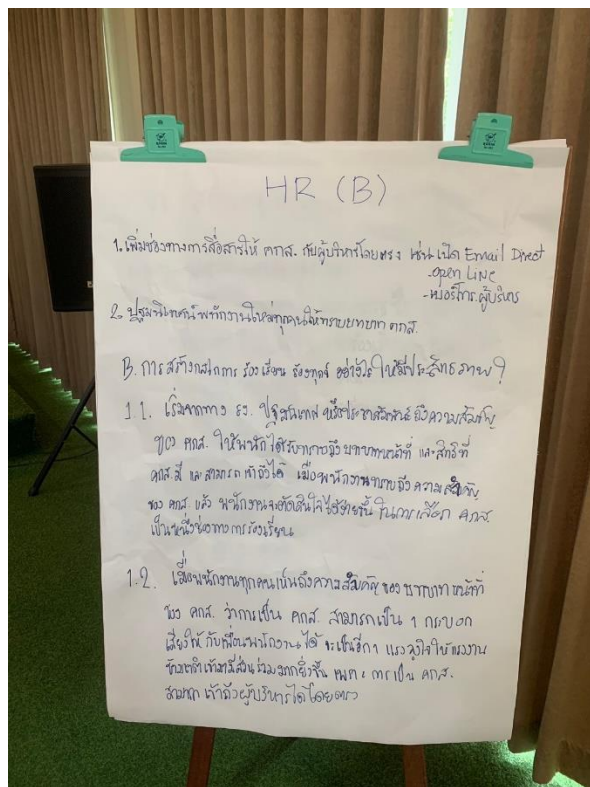 HR (B)
1. เพิ่มช่องทางการสื่อสารให้ คกส. กับผู้บริหารโดยตรง เช่น เปิด Email Direct
- open Line
- เบอร์โทร ผู้บริหาร
2. ปฐมนิเทศน์พนักงานใหม่ทุกคนให้ทราบบทบาท คกส.
B. การสร้างกลไกการ ร้องเรียน ร้องทุกข์ อย่างไร ให้มีประสิทธิภาพ ?
1.1. เริ่มจากทาง รง. ปฐมนิเทศ หรือประชาสัมพันธ์ ถึงความสำคัญ
ของ คกส. ให้พนักได้รับทราบถึงบทบาทหน้าที่ และสิทธิที่
คกส. มี และสามารถเข้าถึงได้ เมื่อพนักงานทราบถึงความสำคัญ
ของ คกส. แล้ว พนักงานจะตัดสินใจได้ง่ายขึ้น ในการเลือก คกส.
เป็นหนึ่งช่องทางการร้องเรียน
1.2. เมื่อพนักงานทุกคนเห็นถึงความสำคัญ ของ บทบาทหน้าที่
ของ คกส. ว่าการเป็น คกส. สามารถเป็น 1 กระบอก
เสียงให้ กับเพื่อนพนักงานได้ จะเป็นอีก 1 แรงจูงใจให้แรงงาน
ข้ามชาติเข้ามามีส่วนร่วมมากยิ่งขึ้น เพราะ การเป็น คกส.
สามารถ เข้าถึงผู้บริหารได้โดยตรง